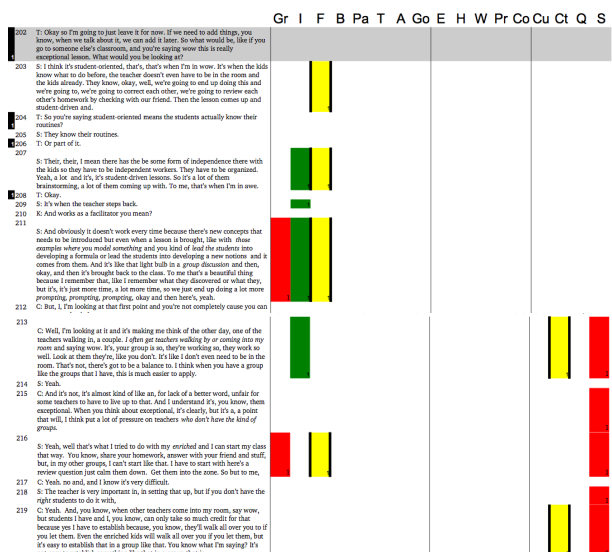 Gr I F B Pa T A Go E H W Pr Co Cu Ct Q S
202 T: Okay so I'm going to just leave it for now. If we need to add things, you
know, when we talk about it, we can add it later. So what would be, like if you
go to someone else's classroom, and you're saying wow this is really
exceptional lesson. What would you be looking at?
1
203 S: I think it's student-oriented, that's, that's when I'm in wow. It's when the kids
know what to do before, the teacher doesn't even have to be in the room and
the kids already. They know, okay, well, we're going to end up doing this and
we're going to, we're going to correct each other, we're going to review each
other's homework by checking with our friend. Then the lesson comes up and
student-driven and.
204 T: So you're saying student-oriented means the students actually know their
1 routines?
205 S: They know their routines.
1 206 T: Or part of it.
207
S: Their, their, I mean there has the be some form of independence there with
the kids so they have to be independent workers. They have to be organized.
Yeah, a lot and it's, it's student-driven lessons. So it's a lot of them
brainstorming, a lot of them coming up with. To me, that's when I'm in awe.
1 208 T: Okay.
209 S: It's when the teacher steps back.
210 K: And works as a facilitator you mean?
211
S: And obviously it doesn't work every time because there's new concepts that
needs to be introduced but even when a lesson is brought, like with those
examples where you model something and you kind of lead the students into
developing a formula or lead the students into developing a new notions and it
comes from them. And it's like that light bulb in a group discussion and then,
okay, and then it's brought back to the class. To me that's a beautiful thing
because I remember that, like I remember what they discovered or what they,
but it's, it's just more time, a lot more time, so we just end up doing a lot more
prompting, prompting, prompting, okay and then here's, yeah.
212 C: But, I, I'm looking at that first point and you're not completely cause you can
213
C: Well, I'm looking at it and it's making me think of the other day, one of the
teachers walking in, a couple. I often get teachers walking by or coming into my
room and saying wow. It's, your group is so, they're working so, they work so
well. Look at them they're, like you don't. It's like I don't even need to be in the
room. That's not, there's got to be a balance to. I think when you have a group
like the groups that I have, this is much easier to apply.
214 S: Yeah.
215 C: And it's not, it's almost kind of like an, for lack of a better word, unfair for
some teachers to have to live up to that. And I understand it's, you know, them
exceptional. When you think about exceptional, it's clearly, but it's a, a point
that will, I think put a lot of pressure on teachers who don't have the kind of
groups.
216
S: Yeah, well that's what I tried to do with my enriched and I can start my class
that way. You know, share your homework, answer with your friend and stuff,
but, in my other groups, I can't start like that. I have to start with here's a
review question just calm them down. Get them into the zone. So but to me,
217 C: Yeah. no and, and I know it's very difficult.
218 S: The teacher is very important in, in setting that up, but if you don't have the
right students to do it with,
219 C: Yeah. And, you know, when other teachers come into my room, say wow,
but students I have and I, you know, can only take so much credit for that
because yes I have to establish because, you know, they'll walk all over you to if
you let them. Even the enriched kids will walk all over you if you let them, but
it's easy to establish that in a group like that. You know what I'm saying? It's